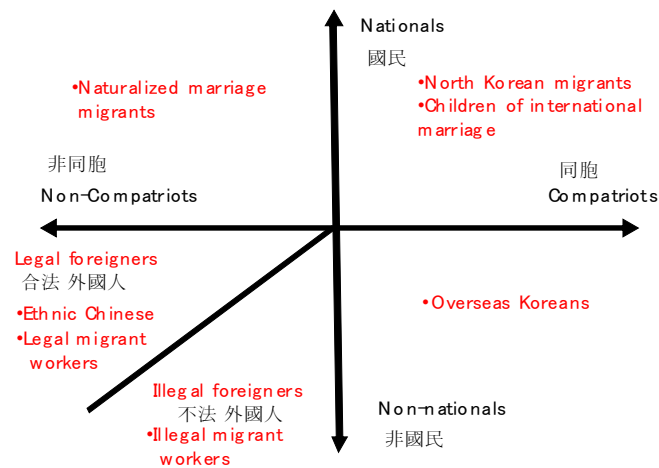 Nationals
國民
•Naturalized marriage
migrants
•North Korean migrants
•Children of international
marriage
非同胞
Non-Compatriots
同胞
Compatriots
Legal foreigners
合法 外國人
•Ethnic Chinese
•Legal migrant
workers
•Overseas Koreans
Illegal foreigners
不法 外國人
•Illegal migrant
workers
Non-nationals
非國民